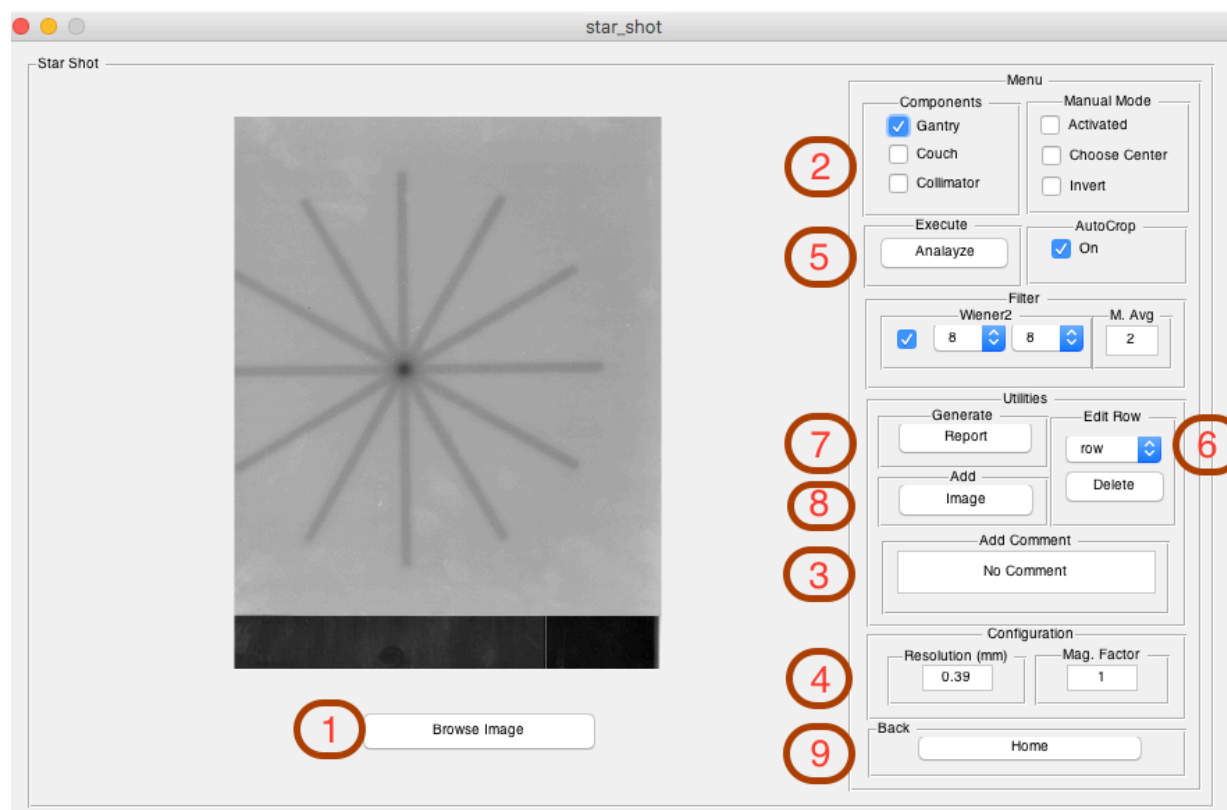 star_shot
Star Shot
Menu
Components
Gantry
Couch
Collimator
Manual Mode
Activated
Choose Center
Invert
2
Execute
Analayze
5
AutoCrop
On
Filter
Wiener2
8
8
M. Avg
2
Utilities
Generate
Report
7
Edit Row
row
Delete
6
Add
Image
8
Add Comment
No Comment
3
Configuration
Resolution (mm)
0.39
Mag. Factor
1
4
1
Browse Image
Back
Home
9